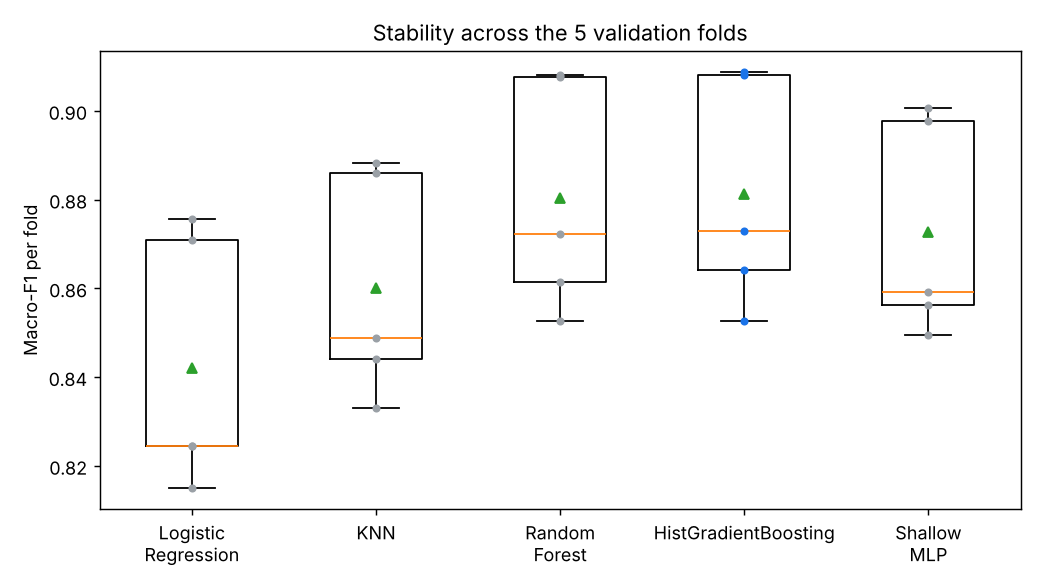 Stability across the 5 validation folds
Macro-F1 per fold
0.90
0.88
0.86
0.84
0.82
Logistic
Regression
KNN
Random
Forest
HistGradientBoosting
Shallow
MLP